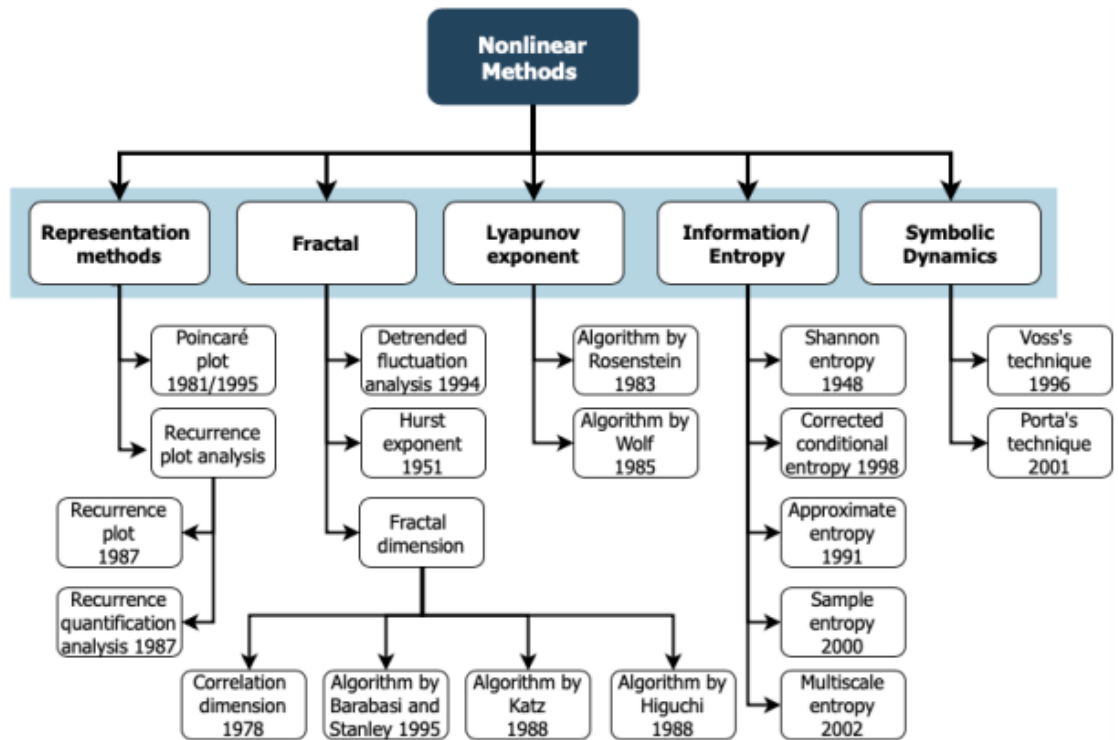 Nonlinear
Methods
Representation
methods
Fractal
Lyapunov
exponent
Information/
Entropy
Symbolic
Dynamics
Poincaré
plot
1981/1995
Recurrence
plot analysis
Recurrence
plot
1987
Recurrence
quantification
analysis 1987
Detrended
fluctuation
analysis 1994
Hurst
exponent
1951
Fractal
dimension
Correlation
dimension
1978
Algorithm by
Barabasi and
Stanley 1995
Algorithm by
Katz
1988
Algorithm by
Higuchi
1988
Algorithm by
Rosenstein
1983
Algorithm by
Wolf
1985
Shannon
entropy
1948
Corrected
conditional
entropy 1998
Approximate
entropy
1991
Sample
entropy
2000
Multiscale
entropy
2002
Voss's
technique
1996
Porta's
technique
2001